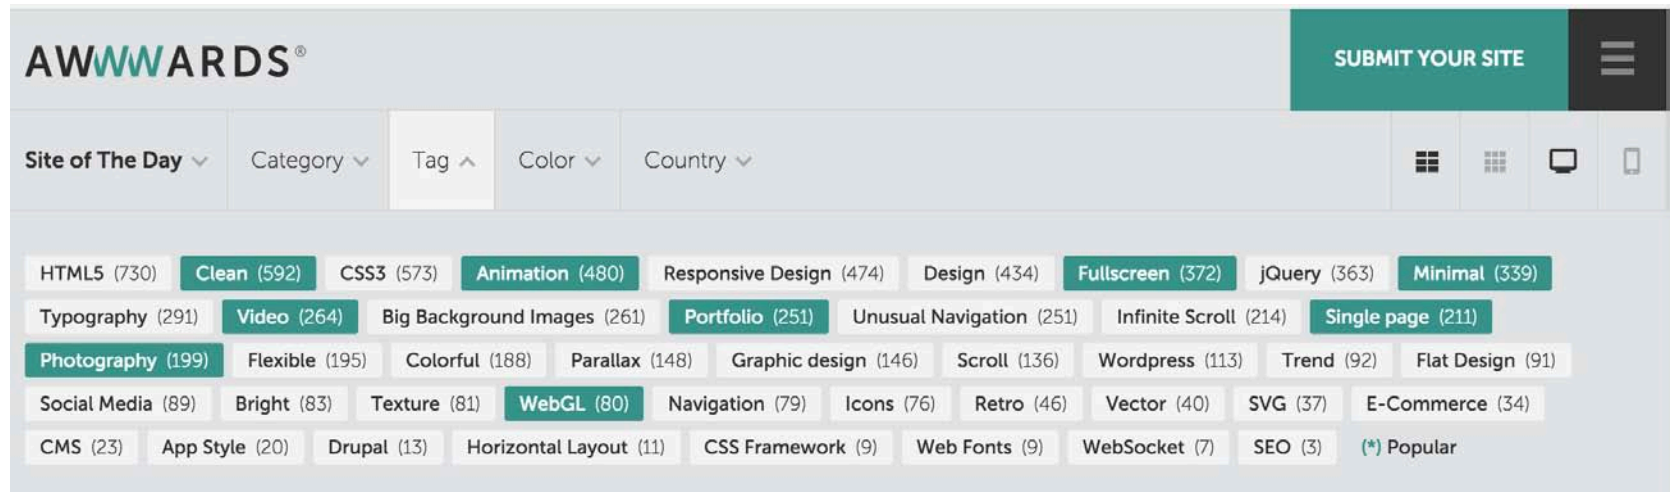 AWWWARDS®
SUBMIT YOUR SITE
Site of The Day Category Tag Color Country
HTML5 (730) Clean (592) CSS3 (573) Animation (480) Responsive Design (474) Design (434) Fullscreen (372) jQuery (363) Minimal (339)
Typography (291) Video (264) Big Background Images (261) Portfolio (251) Unusual Navigation (251) Infinite Scroll (214) Single page (211)
Photography (199) Flexible (195) Colorful (188) Parallax (148) Graphic design (146) Scroll (136) Wordpress (113) Trend (92) Flat Design (91)
Social Media (89) Bright (83) Texture (81) WebGL (80) Navigation (79) Icons (76) Retro (46) Vector (40) SVG (37) E-Commerce (34)
CMS (23) App Style (20) Drupal (13) Horizontal Layout (11) CSS Framework (9) Web Fonts (9) WebSocket (7) SEO (3) (*) Popular